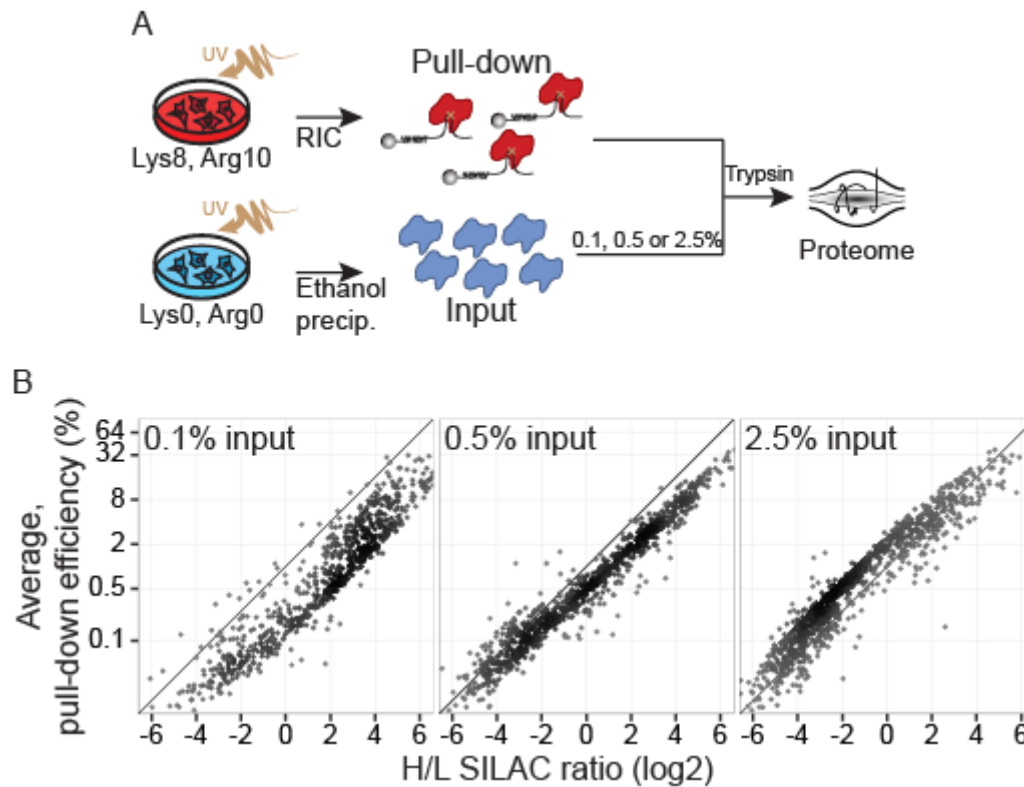 A
UV
Pull-down
RIC
Lys8, Arg10
Trypsin
UV
0.1, 0.5 or 2.5%
Proteome
Lys0, Arg0
Ethanol
precip.
Input
B
Average,
pull-down efficiency (%)
64
32
8
2
0.5
0.1
0.1% input
0.5% input
2.5% input
-6 -4 -2 0 2 4 6
-6 -4 -2 0 2 4 6
-6 -4 -2 0 2 4 6
H/L SILAC ratio (log2)